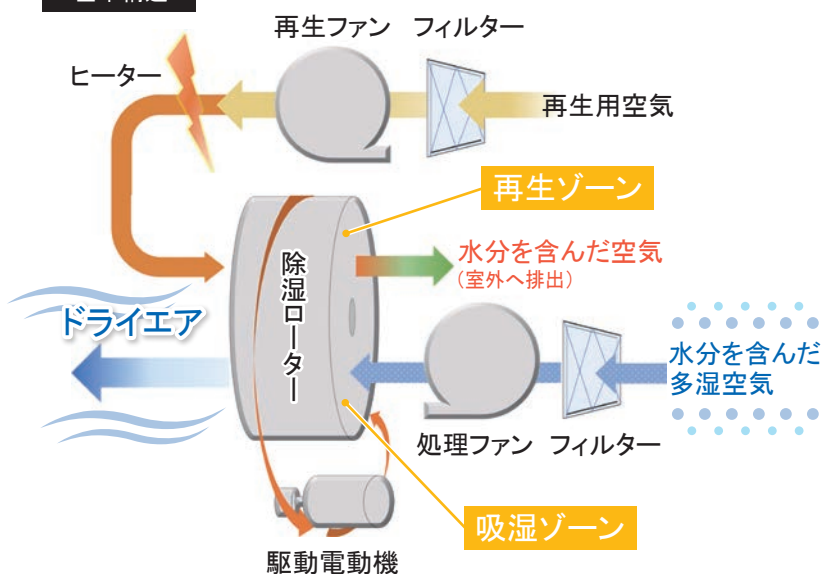 再生ファン
フィルター
ヒーター
再生用空気
再生ゾーン
水分を含んだ空気
(室外へ排出)
除湿ローター
ドライエア
水分を含んだ
多湿空気
処理ファン
フィルター
吸湿ゾーン
駆動電動機